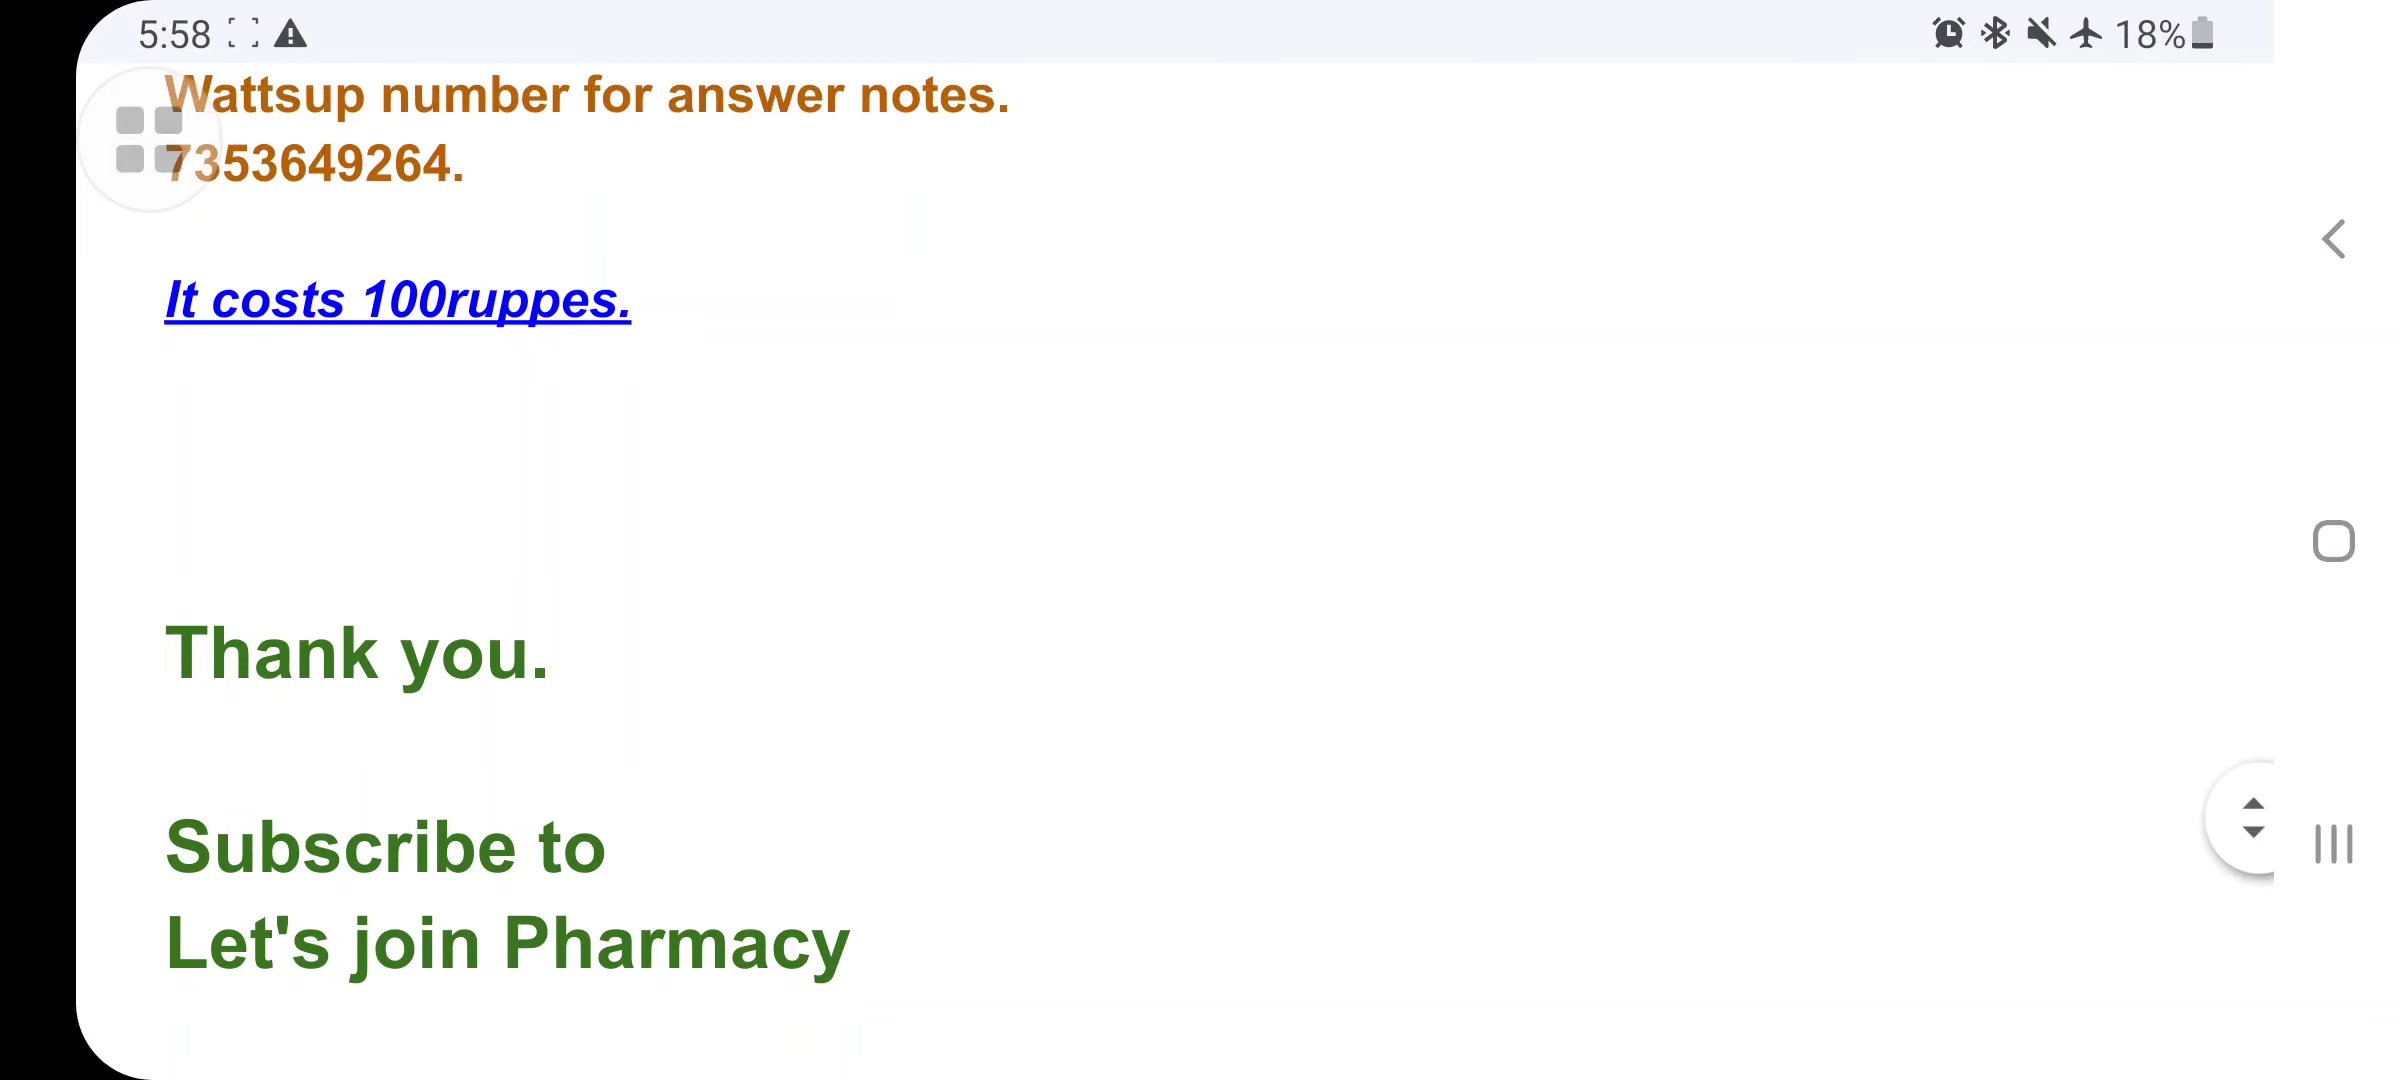 5:58
18%
Wattsup number for answer notes.
7353649264.
It costs 100ruppes.
Thank you.
Subscribe to
Let's join Pharmacy